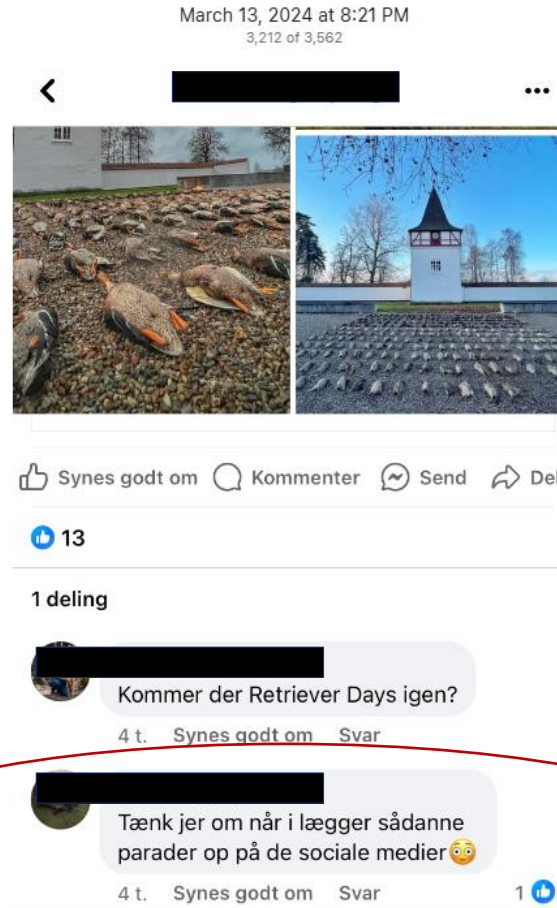 March 13, 2024 at 8:21 PM
3,212 of 3,562
Synes godt om Kommenter Send Del
13
1 deling
Kommer der Retriever Days igen?
4 t. Synes godt om Svar
Tænk jer om når i lægger sådanne
parader op på de sociale medier😳
4 t. Synes godt om Svar 1